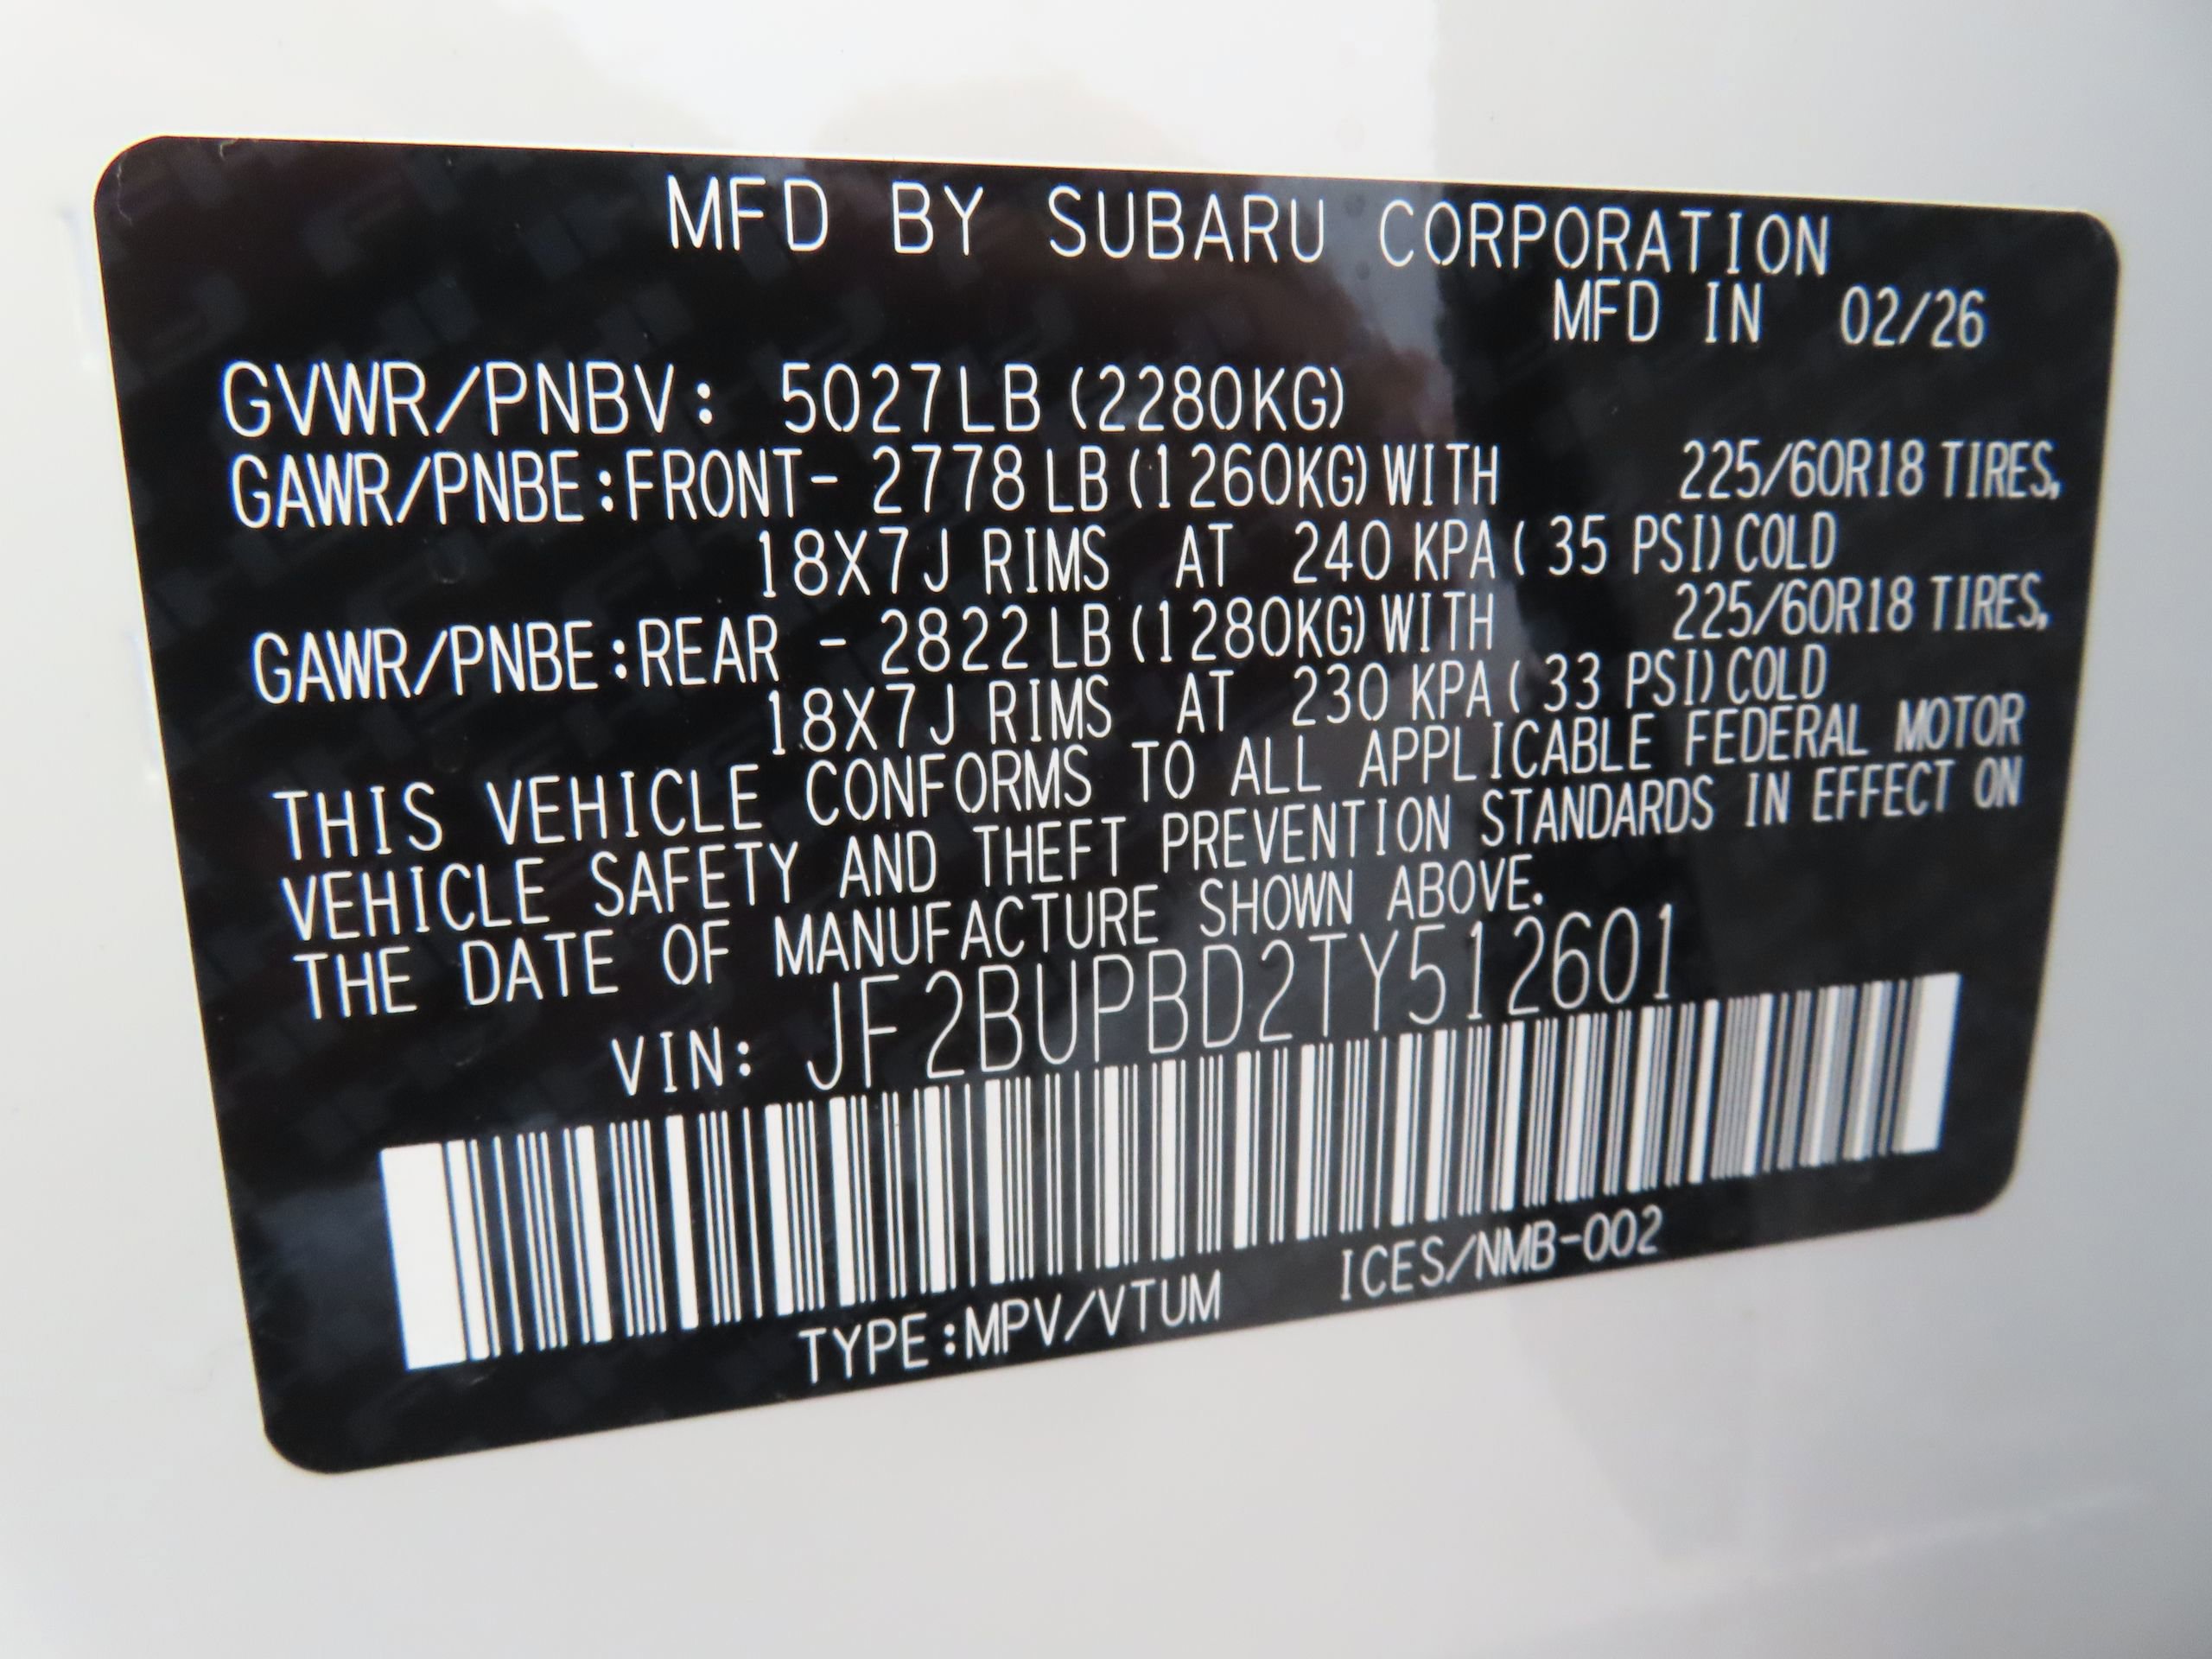 MFD BY SUBARU CORPORATION
MFD IN 02/26
GVWR/PNBV: 5027LB (2280KG)
GAWR/PNBE:FRONT- 2778 LB (1260KG) WITH 225/60R18 TIRES,
18X7J RIMS AT 240 KPA ( 35 PSI) COLD
GAWR/PNBE:REAR - 2822 LB (1280KG) WITH 225/60R18 TIRES,
18X7J RIMS AT 230 KPA ( 33 PSI) COLD
THIS VEHICLE CONFORMS TO ALL APPLICABLE FEDERAL MOTOR
VEHICLE SAFETY AND THEFT PREVENTION STANDARDS IN EFFECT ON
THE DATE OF MANUFACTURE SHOWN ABOVE.
VIN: JF2BUPBD2TY512601
TYPE:MPV/VTUM ICES/NMB-002